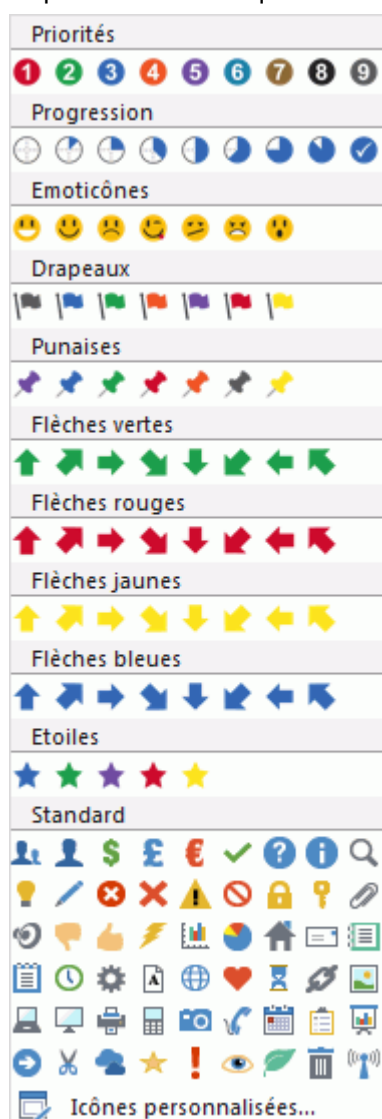 Priorités
1 2 3 4 5 6 7 8 9
Progression
Emoticônes
Drapeaux
Punaises
Flèches vertes
Flèches rouges
Flèches jaunes
Flèches bleues
Etoiles
Standard
$ £ € ? i
A
Icônes personnalisées...